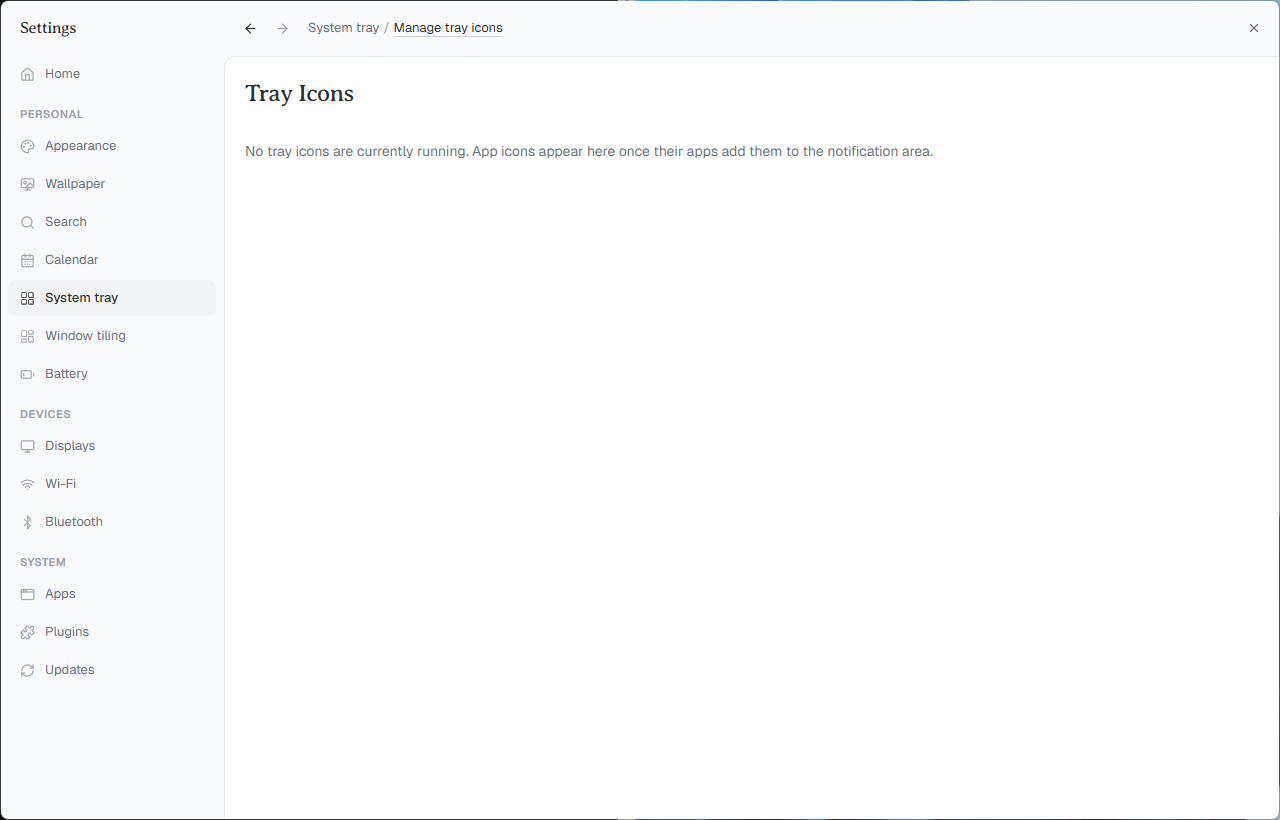 Settings
System tray / Manage tray icons
Home
PERSONAL
Appearance
Wallpaper
Search
Calendar
System tray
Window tiling
Battery
DEVICES
Displays
Wi-Fi
Bluetooth
SYSTEM
Apps
Plugins
Updates
Tray Icons
No tray icons are currently running. App icons appear here once their apps add them to the notification area.